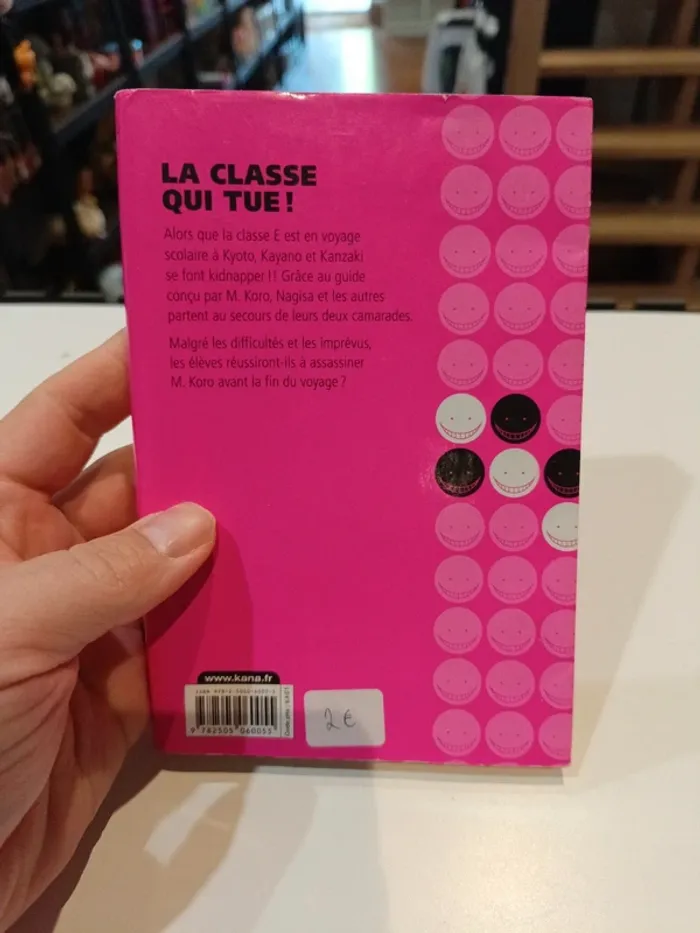 LA CLASSE
QUI TUE !
Alors que la classe E est en voyage
scolaire à Kyoto, Kayano et Kanzaki
se font kidnapper !! Grâce au guide
conçu par M. Koro, Nagisa et les autres
partent au secours de leurs deux camarades.
Malgré les difficultés et les imprévus,
les élèves réussiront-ils à assassiner
M. Koro avant la fin du voyage ?
www.kana.fr
9 782505 060055
2 €